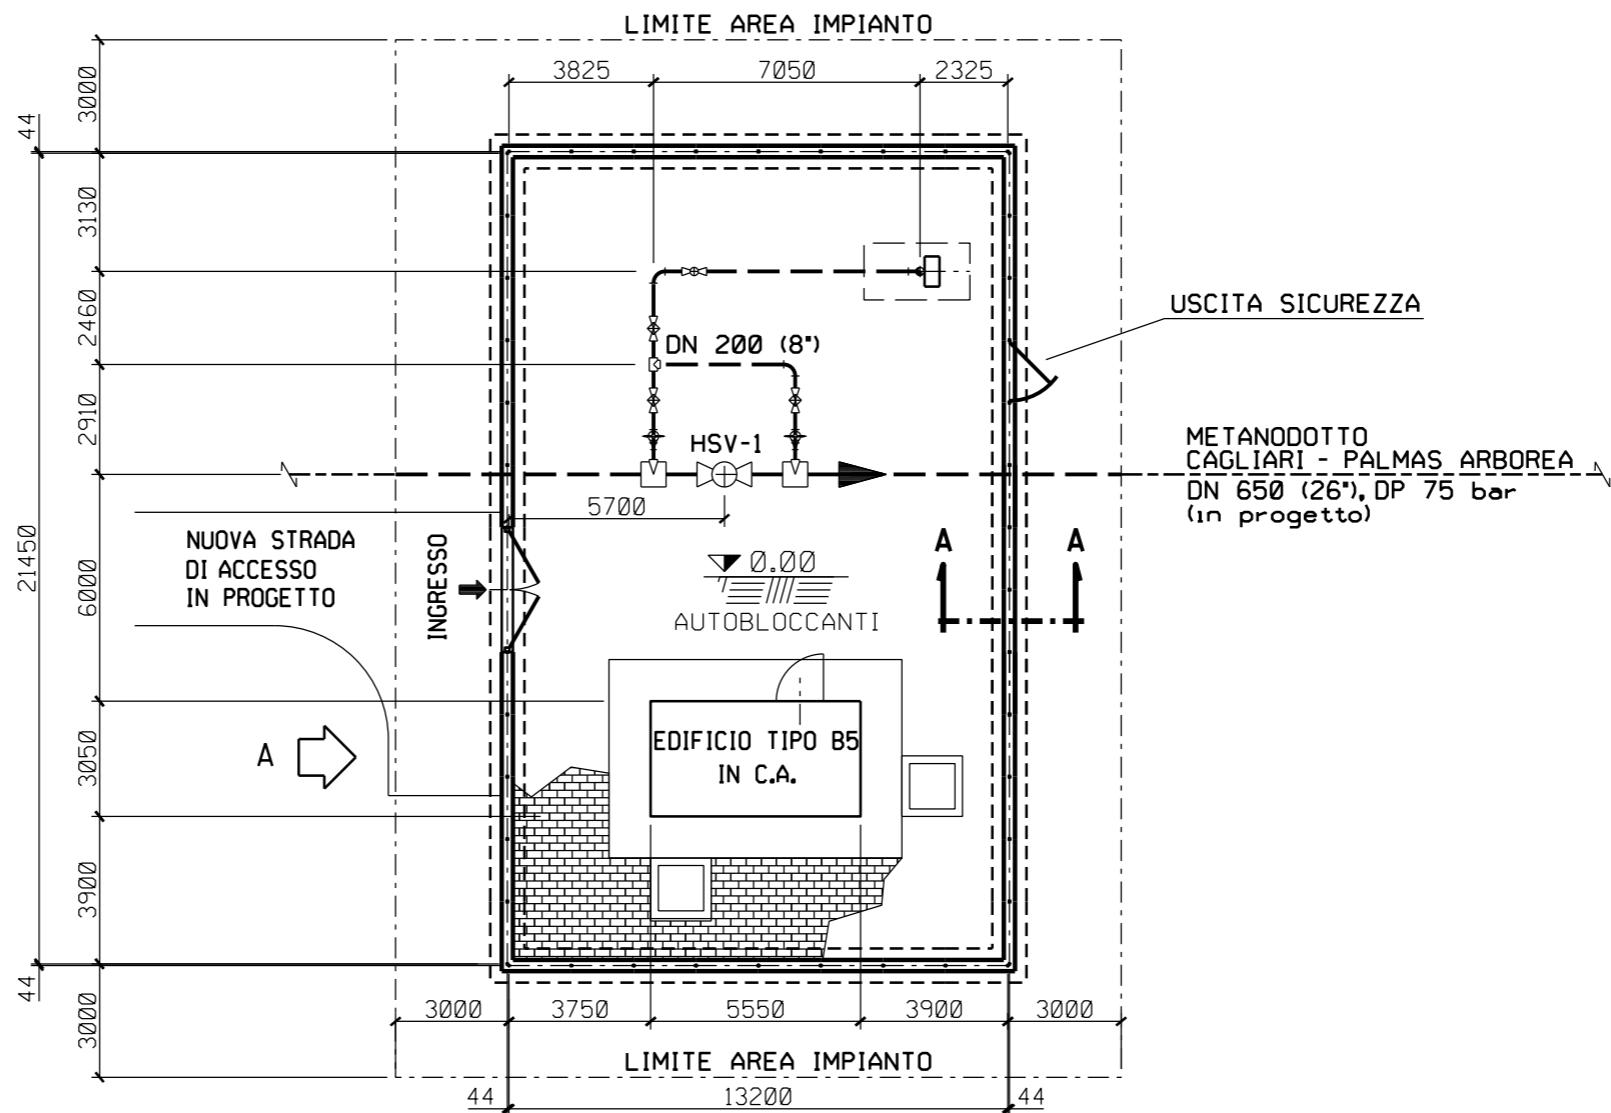 LIMITE AREA IMPIANTO
3825
7050
2325
3000
44
3130
2460
2910
21450
6000
3050
3900
44
3000
DN 200 (8")
HSV-1
5700
USCITA SICUREZZA
METANODOTTO
CAGLIARI - PALMAS ARBOREA
DN 650 (26"), DP 75 bar
(in progetto)
NUOVA STRADA
DI ACCESSO
IN PROGETTO
INGRESSO
0.00
AUTOBLOCCANTI
A
A
A
EDIFICIO TIPO B5
IN C.A.
3000
3750
5550
3900
3000
LIMITE AREA IMPIANTO
44
13200
44